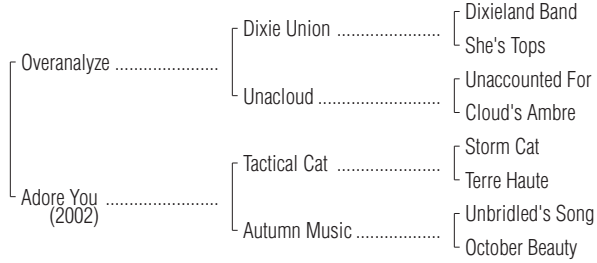 Dixieland Band
Dixie Union ......................
She's Tops
Overanalyze ......................
Unaccounted For
Unacloud .........................
Cloud's Ambre
Storm Cat
Tactical Cat ......................
Terre Haute
Adore You ........................
(2002)
Unbridled's Song
Autumn Music .................
October Beauty